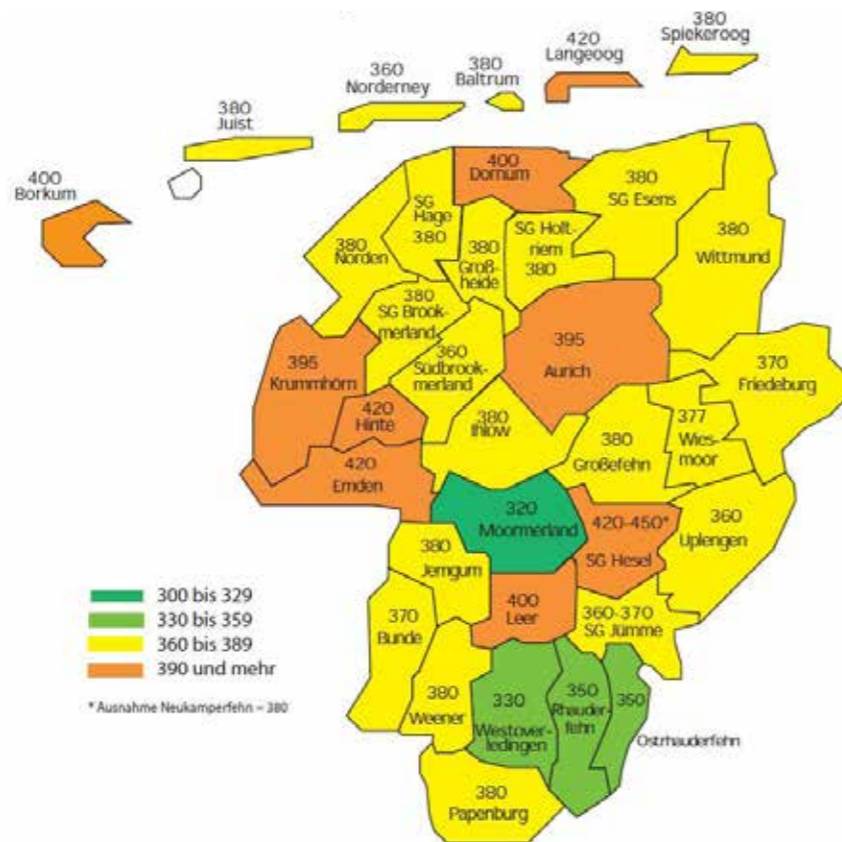 380
Spiekeroog
420
Langeoog
380
Baltrum
360
Norderney
380
Juist
400
Borkum
400
Dornum
380
SG Esens
SG
Hage
380
SG Holt-
riem
380
380
Norden
380
Groß-
heide
380
Wittmund
380
SG Brook-
merland
395
Krummhörn
360
Südbrook-
merland
395
Aurich
370
Friedeburg
420
Hinte
380
Ihlow
377
Wies-
moor
380
Großefehn
420
Emden
320
Moormerland
420-450*
SG Hesel
360
Uplengen
380
Jemgum
400
Leer
360-370
SG Jümme
370
Bunde
380
Weener
330
Westover-
ledingen
350
Rhauder-
fehn
350
Ostrhauderfehn
380
Papenburg
300 bis 329
330 bis 359
360 bis 389
390 und mehr
* Ausnahme Neukamperfehn – 380